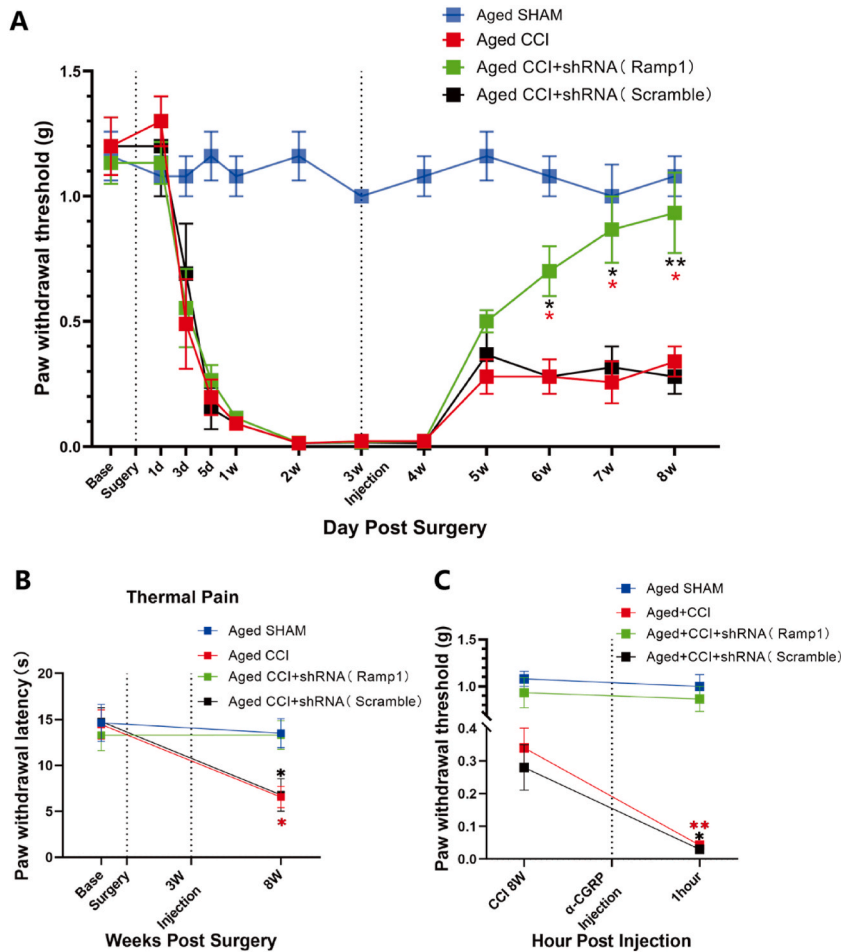 A
Aged SHAM
Aged CCI
Aged CCI+shRNA( Ramp1)
Aged CCI+shRNA( Scramble)
Paw withdrawal threshold (g)
1.5
1.0
0.5
0.0
* * **
* * *
Base
Sugery
1d
3d
5d
1w
2w
3w
Injection
4w
5w
6w
7w
8w
Day Post Surgery
B
Thermal Pain
Aged SHAM
Aged CCI
Aged CCI+shRNA( Ramp1)
Aged CCI+shRNA( Scramble)
Paw withdrawal latency(s)
20
15
10
5
0
*
*
Base
Surgery
3W
Injection
8W
Weeks Post Surgery
C
Aged SHAM
Aged+CCI
Aged+CCI+shRNA( Ramp1)
Aged+CCI+shRNA( Scramble)
Paw withdrawal threshold (g)
1.5
1.0
0.4
0.3
0.2
0.1
0.0
**
*
CCI 8W
α-CGRP
Injection
1hour
Hour Post Injection